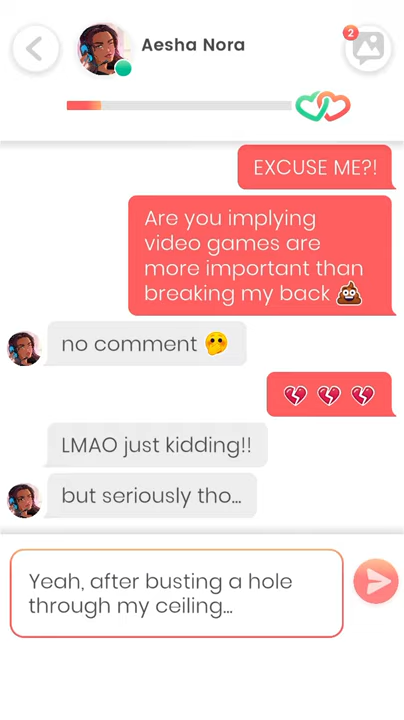 Aesha Nora
2
EXCUSE ME?!
Are you implying
video games are
more important than
breaking my back 💩
no comment 🫢
💔 💔 💔
LMAO just kidding!!
but seriously tho...
Yeah, after busting a hole
through my ceiling...